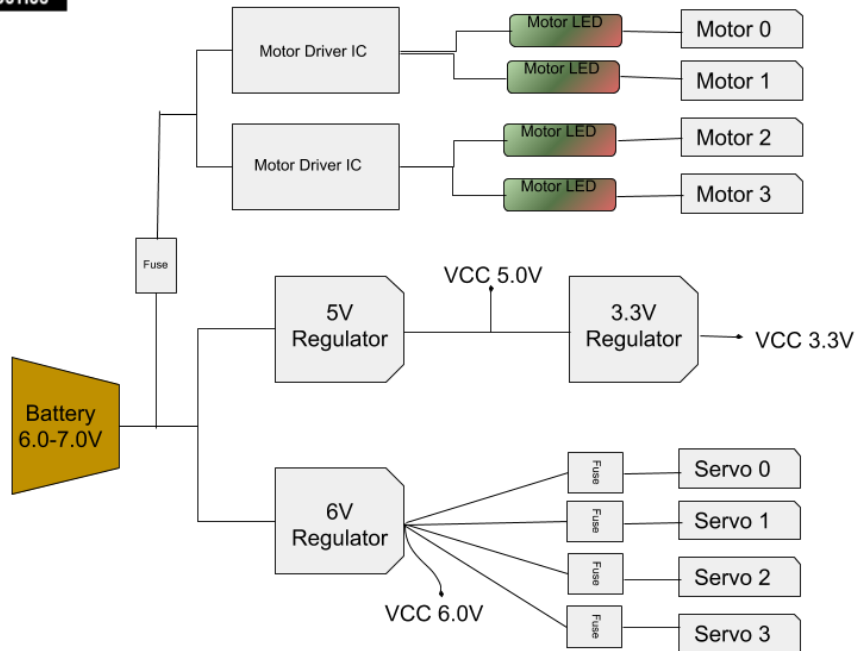 Motor Driver IC
Motor LED
Motor 0
Motor LED
Motor 1
Motor Driver IC
Motor LED
Motor 2
Motor LED
Motor 3
Fuse
VCC 5.0V
5V
Regulator
3.3V
Regulator
VCC 3.3V
Battery
6.0-7.0V
6V
Regulator
VCC 6.0V
Fuse
Servo 0
Fuse
Servo 1
Fuse
Servo 2
Fuse
Servo 3